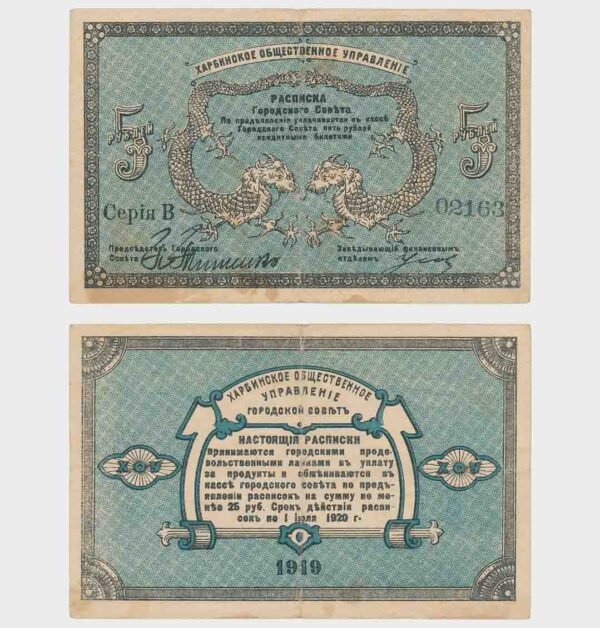 ХАРБИНСКОЕ ОБЩЕСТВЕННОЕ УПРАВЛЕНІЕ
РАСПИСКА
Городского Совѣта
По предъявленіи уплачивается въ кассѣ
Городского Совѣта пять рублей
кредитными билетами
5 РУБЛЕЙ
5 РУБЛЕЙ
Серія В
02163
Предсѣдатель Городского
Совѣта
Завѣдывающій финансовымъ
отдѣломъ
ХАРБИНСКОЕ ОБЩЕСТВЕННОЕ
УПРАВЛЕНІЕ
ГОРОДСКОЙ СОВѢТЪ
НАСТОЯЩІЯ РАСПИСКИ
принимаются городскими продо-
вольственными лавками въ уплату
за продукты и обмѣниваются въ
кассѣ городского совѣта по предъ-
явленіи расписокъ на сумму не ме-
нѣе 25 руб. Срокъ дѣйствія распи-
сокъ по 1 іюля 1920 г.
Х.О.У.
1919